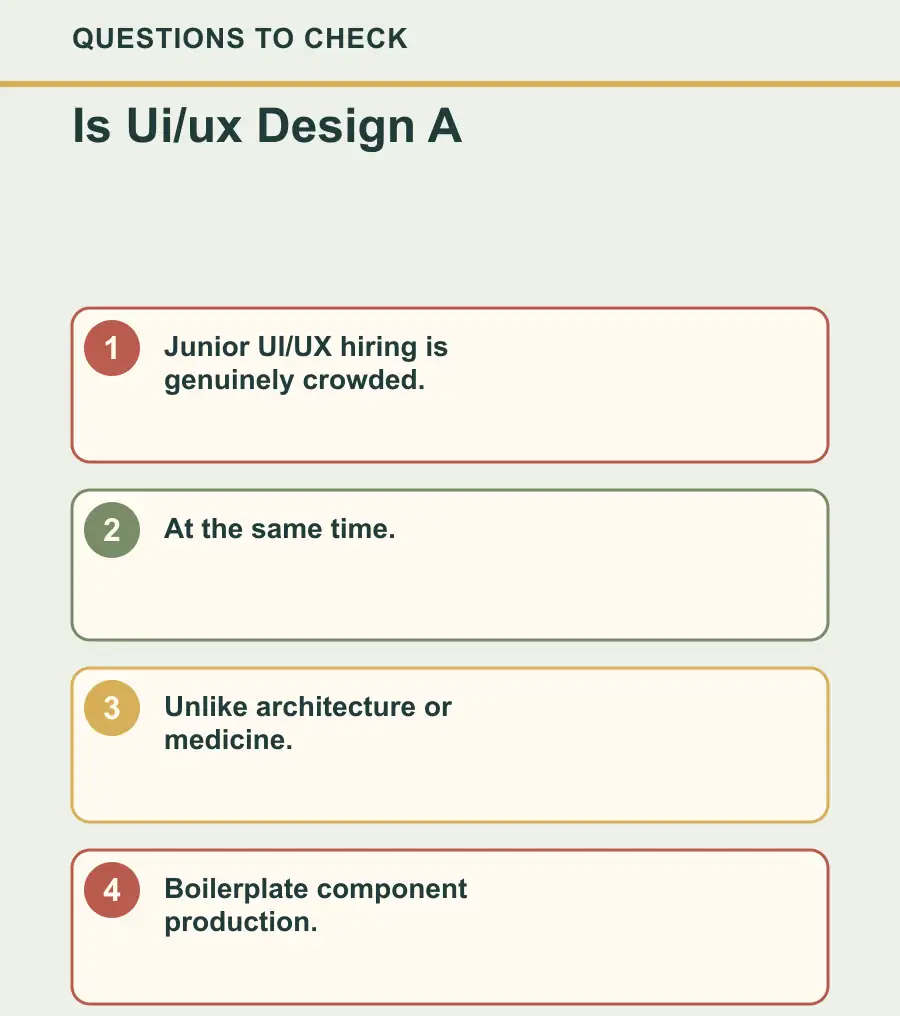 QUESTIONS TO CHECK
Is Ui/ux Design A
1
Junior UI/UX hiring is
genuinely crowded.
2
At the same time.
3
Unlike architecture or
medicine.
4
Boilerplate component
production.